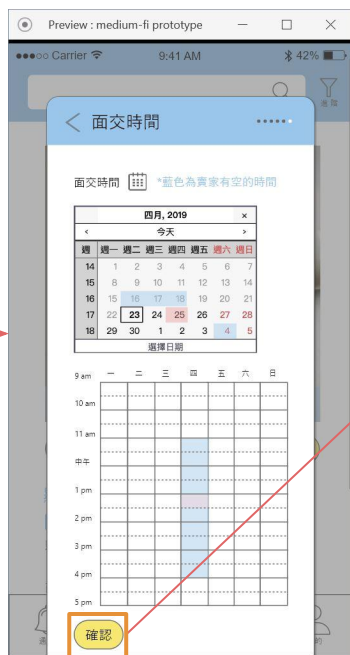 Preview : medium-fi prototype
Carrier 9:41 AM 42%
進階
面交時間
面交時間 *藍色為賣家有空的時間
四月, 2019 ×
‹ 今天 ›
週 週一 週二 週三 週四 週五 週六 週日
14 1 2 3 4 5 6 7
15 8 9 10 11 12 13 14
16 15 16 17 18 19 20 21
17 22 23 24 25 26 27 28
18 29 30 1 2 3 4 5
選擇日期
9 am 一 二 三 四 五 六 日
10 am
11 am
中午
1 pm
2 pm
3 pm
4 pm
5 pm
確認
的